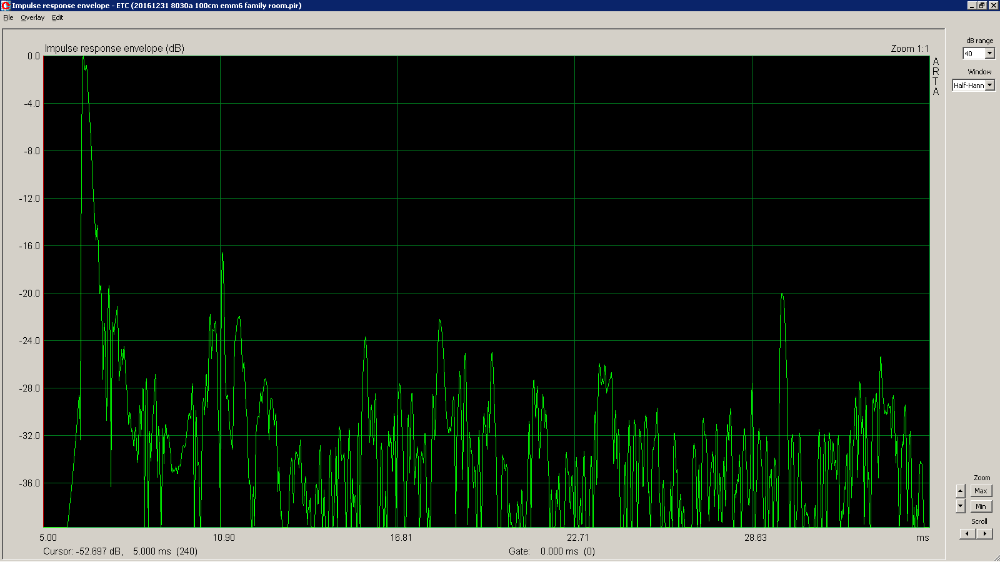 Impulse response envelope - ETC (20161231 8030a 100cm emm6 family room.pir)
File Overlay Edit
Impulse response envelope (dB)
Zoom 1:1
dB range
40
Window
Half-Hann
A
R
T
A
0.0
-4.0
-8.0
-12.0
-16.0
-20.0
-24.0
-28.0
-32.0
-36.0
5.00 10.90 16.81 22.71 28.63 ms
Cursor: -52.697 dB, 5.000 ms (240) Gate: 0.000 ms (0)
Zoom
Max
Min
Scroll